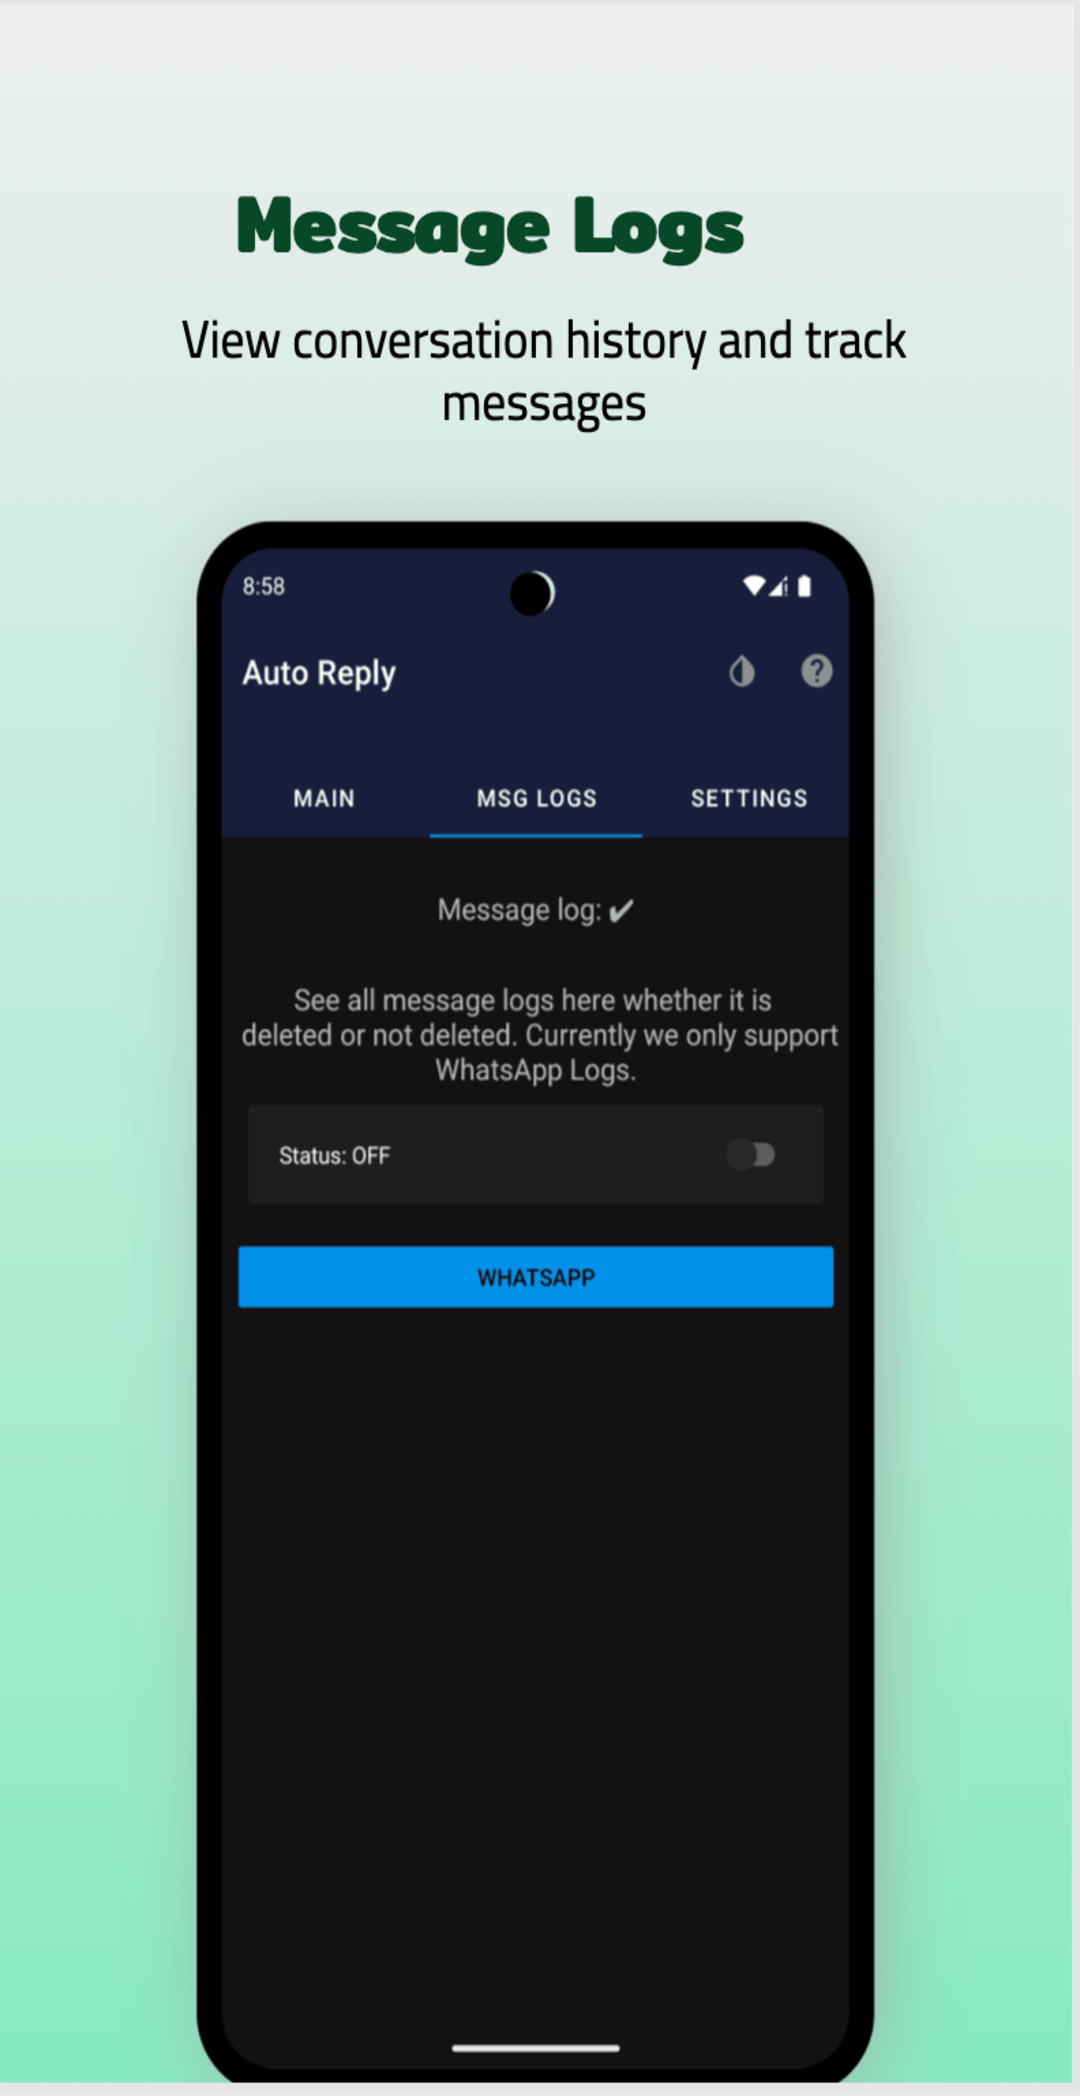 Message Logs
View conversation history and track
messages
8:58
Auto Reply
MAIN MSG LOGS SETTINGS
Message log: ✔
See all message logs here whether it is
deleted or not deleted. Currently we only support
WhatsApp Logs.
Status: OFF
WHATSAPP